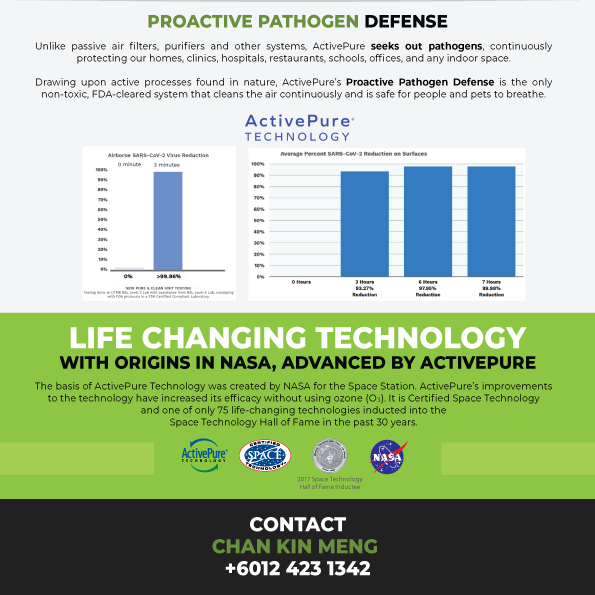 PROACTIVE PATHOGEN DEFENSE
Unlike passive air filters, purifiers and other systems, ActivePure seeks out pathogens, continuously
protecting our homes, clinics, hospitals, restaurants, schools, offices, and any indoor space.
Drawing upon active processes found in nature, ActivePure's Proactive Pathogen Defense is the only
non-toxic, FDA-cleared system that cleans the air continuously and is safe for people and pets to breathe.
ActivePure®
TECHNOLOGY
Airborne SARS-CoV-2 Virus Reduction
0 minute 3 minutes
100%
90%
80%
70%
60%
50%
40%
30%
20%
10%
0%
0% >99.96%
NEW PURE & CLEAN UNIT TESTING
Testing done at UTMB BSL Level 3 Lab with assistance from BSL Level 4 Lab, complying
with FDA protocols in a FDA Certified Compliant Laboratory.
Average Percent SARS-CoV-2 Reduction on Surfaces
100%
90%
80%
70%
60%
50%
40%
30%
20%
10%
0%
0 Hours 3 Hours 6 Hours 7 Hours
93.27% 97.95% 99.98%
Reduction Reduction Reduction
LIFE CHANGING TECHNOLOGY
WITH ORIGINS IN NASA, ADVANCED BY ACTIVEPURE
The basis of ActivePure Technology was created by NASA for the Space Station. ActivePure's improvements
to the technology have increased its efficacy without using ozone (O₃). It is Certified Space Technology
and one of only 75 life-changing technologies inducted into the
Space Technology Hall of Fame in the past 30 years.
ActivePure®
TECHNOLOGY
CERTIFIED
SPACE
TECHNOLOGY
NASA
2017 Space Technology
Hall of Fame Inductee
CONTACT
CHAN KIN MENG
+6012 423 1342